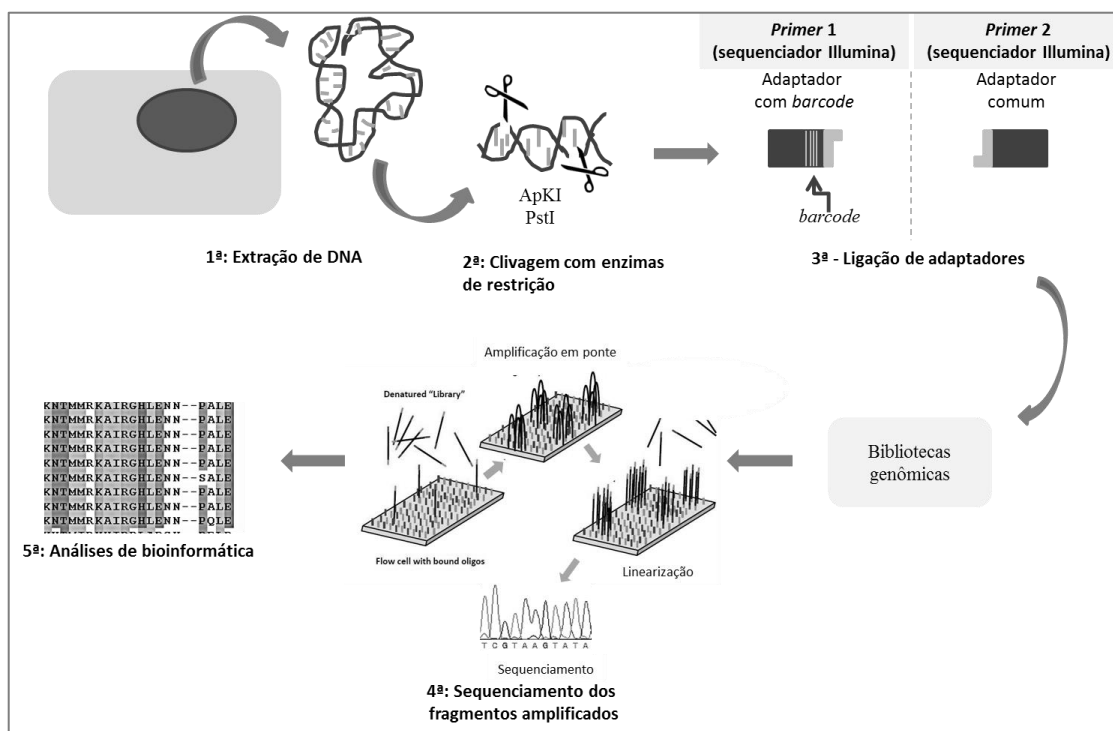 Primer 1
(sequenciador Illumina)
Primer 2
(sequenciador Illumina)
Adaptador
com barcode
Adaptador
comum
barcode
ApKI
PstI
1ª: Extração de DNA
2ª: Clivagem com enzimas
de restrição
3ª - Ligação de adaptadores
Bibliotecas
genômicas
Amplificação em ponte
Denatured "Library"
Flow cell with bound oligos
Linearização
TCGTAAGTATA
Sequenciamento
4ª: Sequenciamento dos
fragmentos amplificados
KNTMMRKAIRGHLENN--PALE
KNTMMRKAIRGHLENN--PALE
KNTMMRKAIRGHLENN--PALE
KNTMMRKAIRGHLENN--PALE
KNTMMRKAIRGHLENN--PALE
KNTMMRKAIRGHLENN--SALE
KNTMMRKAIRGHLENN--PALE
KNTMMRKAIRGHLENN--PALE
KNTMMRKAIRGHLENN--PQLE
5ª: Análises de bioinformática